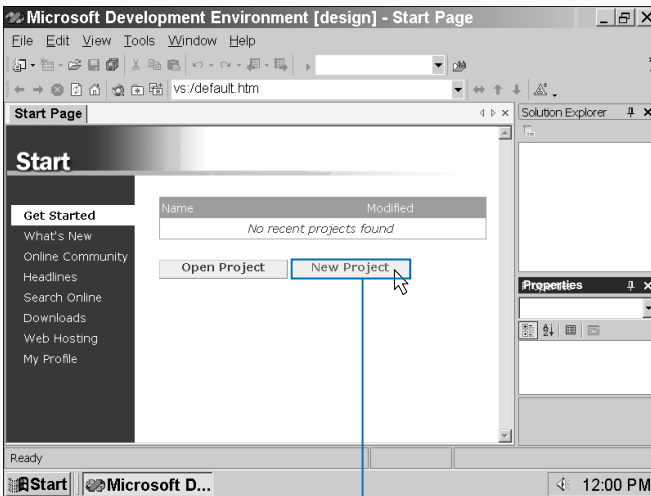 Microsoft Development Environment [design] - Start Page
File Edit View Tools Window Help
vs:/default.htm
Start Page
Solution Explorer
Start
Get Started
What's New
Online Community
Headlines
Search Online
Downloads
Web Hosting
My Profile
Name Modified
No recent projects found
Open Project New Project
Properties
Ready
Start Microsoft D... 12:00 PM